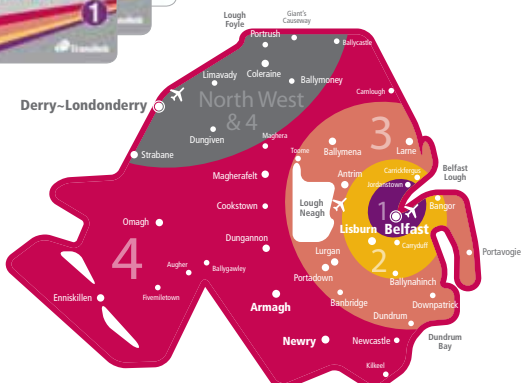 1
Translink
Lough
Foyle
Giant's
Causeway
Portrush
Ballycastle
Limavady
Coleraine
Ballymoney
Camlough
North West
& 4
Derry~Londonderry
Dungiven
Maghera
3
Strabane
Toome
Ballymena
Larne
Magherafelt
Antrim
Carrickfergus
Jordanstown
Belfast
Lough
Cookstown
Lough
Neagh
1
Bangor
Omagh
Lisburn
Belfast
Dungannon
Carryduff
Portavogie
4
Lurgan
2
Augher
Ballygawley
Portadown
Ballynahinch
Enniskillen
Fivemiletown
Armagh
Banbridge
Downpatrick
Dundrum
Newry
Newcastle
Dundrum
Bay
Kilkeel